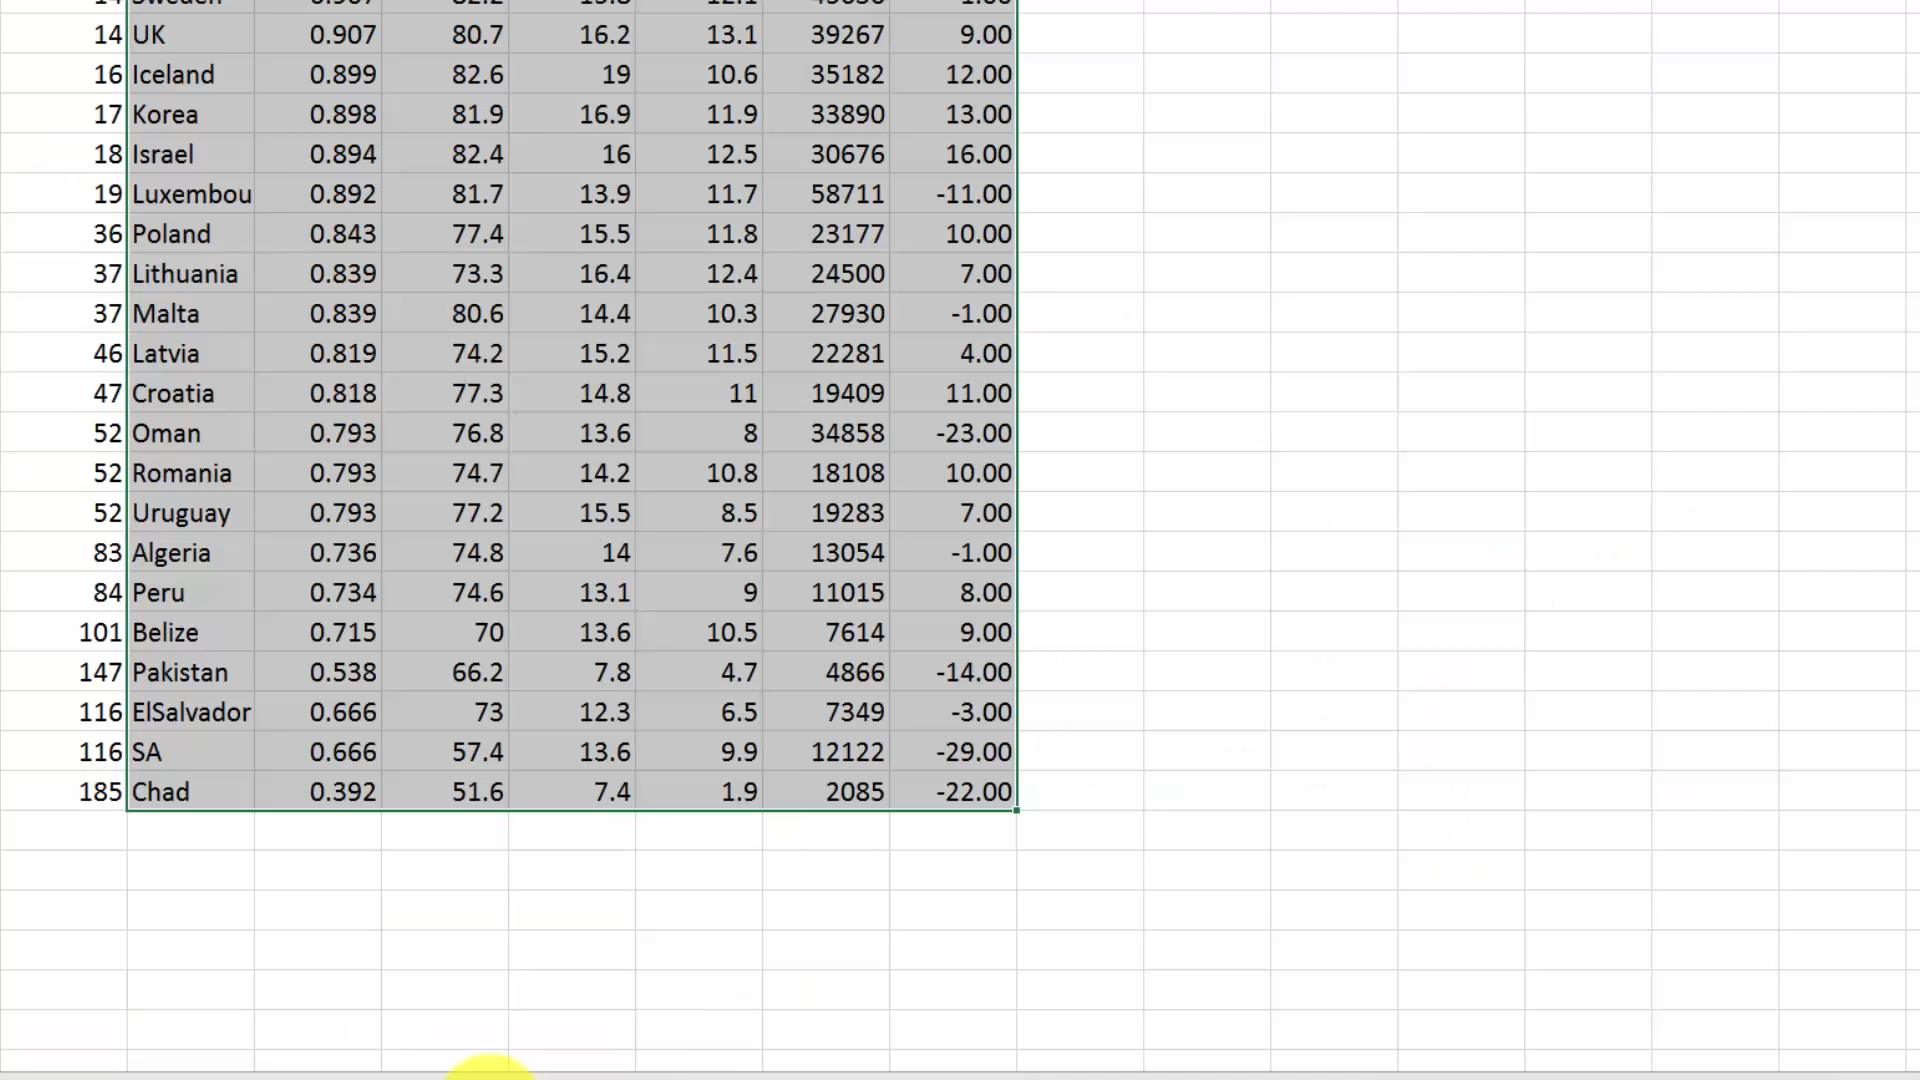 14 UK 0.907 80.7 16.2 13.1 39267 9.00
16 Iceland 0.899 82.6 19 10.6 35182 12.00
17 Korea 0.898 81.9 16.9 11.9 33890 13.00
18 Israel 0.894 82.4 16 12.5 30676 16.00
19 Luxembou 0.892 81.7 13.9 11.7 58711 -11.00
36 Poland 0.843 77.4 15.5 11.8 23177 10.00
37 Lithuania 0.839 73.3 16.4 12.4 24500 7.00
37 Malta 0.839 80.6 14.4 10.3 27930 -1.00
46 Latvia 0.819 74.2 15.2 11.5 22281 4.00
47 Croatia 0.818 77.3 14.8 11 19409 11.00
52 Oman 0.793 76.8 13.6 8 34858 -23.00
52 Romania 0.793 74.7 14.2 10.8 18108 10.00
52 Uruguay 0.793 77.2 15.5 8.5 19283 7.00
83 Algeria 0.736 74.8 14 7.6 13054 -1.00
84 Peru 0.734 74.6 13.1 9 11015 8.00
101 Belize 0.715 70 13.6 10.5 7614 9.00
147 Pakistan 0.538 66.2 7.8 4.7 4866 -14.00
116 ElSalvador 0.666 73 12.3 6.5 7349 -3.00
116 SA 0.666 57.4 13.6 9.9 12122 -29.00
185 Chad 0.392 51.6 7.4 1.9 2085 -22.00